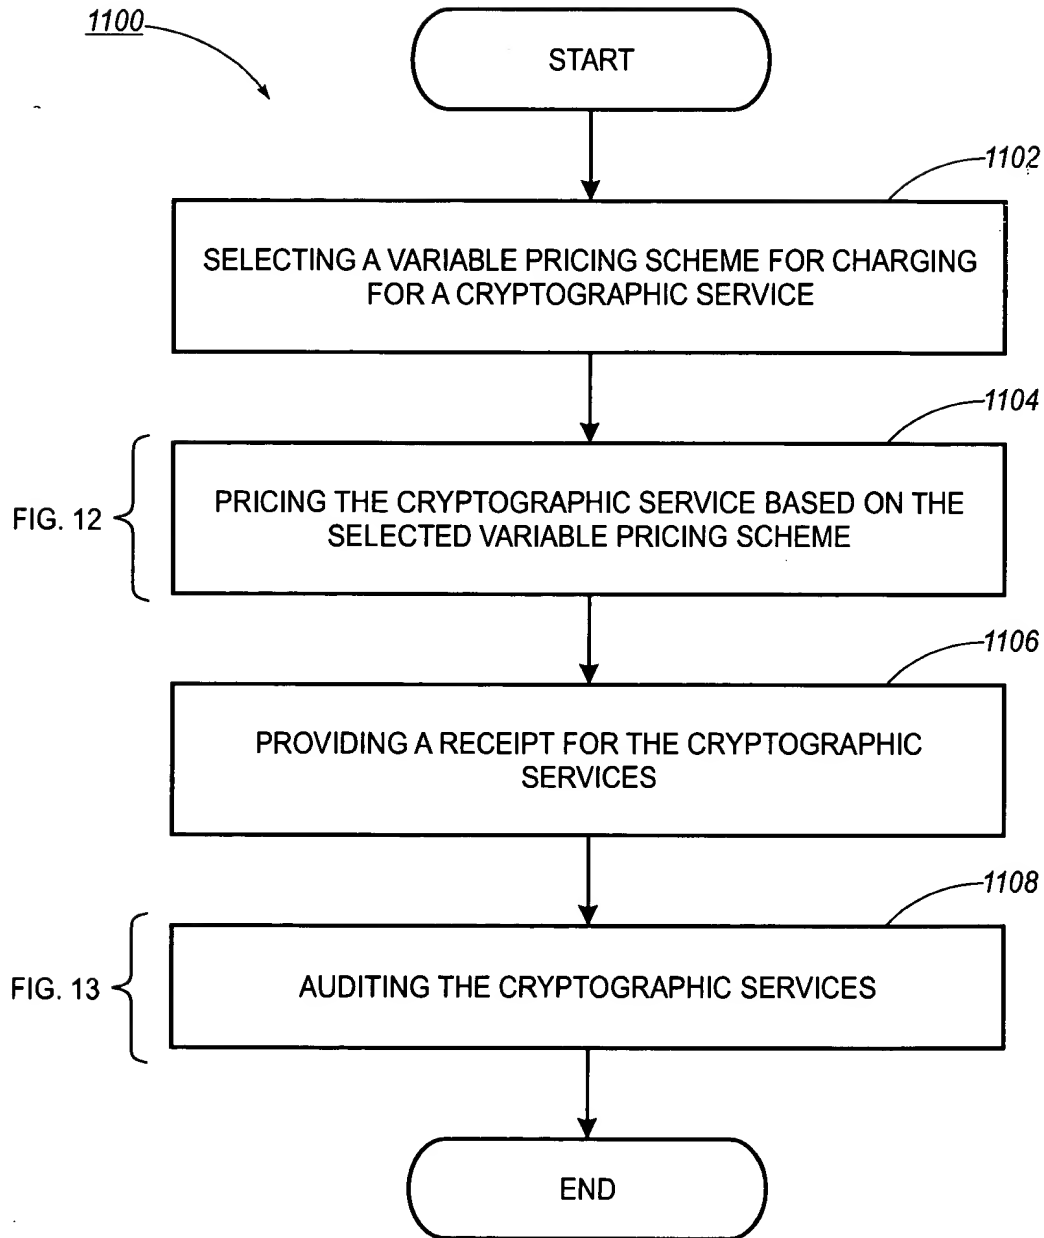 1100
START
1102
SELECTING A VARIABLE PRICING SCHEME FOR CHARGING
FOR A CRYPTOGRAPHIC SERVICE
1104
FIG. 12
PRICING THE CRYPTOGRAPHIC SERVICE BASED ON THE
SELECTED VARIABLE PRICING SCHEME
1106
PROVIDING A RECEIPT FOR THE CRYPTOGRAPHIC
SERVICES
1108
FIG. 13
AUDITING THE CRYPTOGRAPHIC SERVICES
END